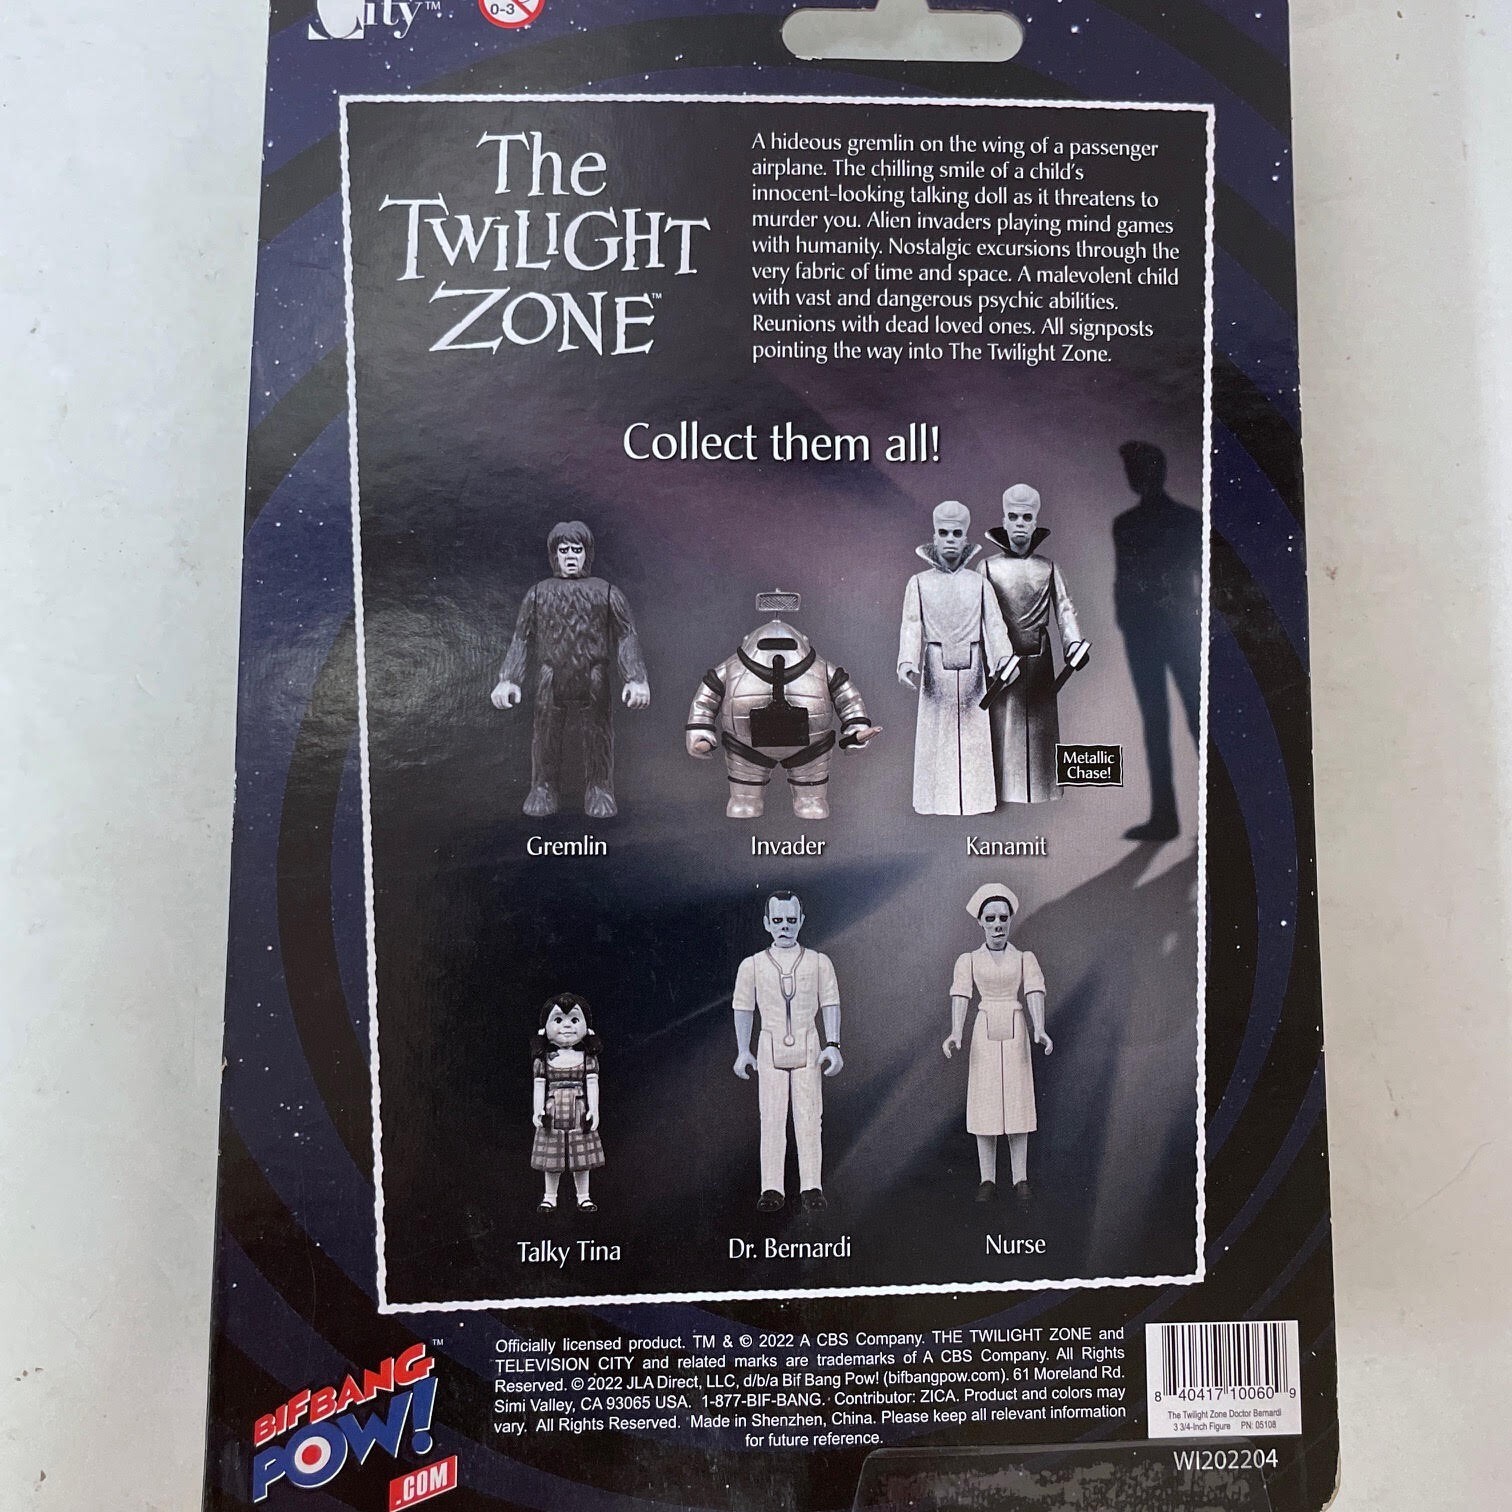 City™
0-3
The
TWILIGHT
ZONE™
A hideous gremlin on the wing of a passenger
airplane. The chilling smile of a child's
innocent-looking talking doll as it threatens to
murder you. Alien invaders playing mind games
with humanity. Nostalgic excursions through the
very fabric of time and space. A malevolent child
with vast and dangerous psychic abilities.
Reunions with dead loved ones. All signposts
pointing the way into The Twilight Zone.
Collect them all!
Metallic
Chase!
Gremlin
Invader
Kanamit
Talky Tina
Dr. Bernardi
Nurse
BIFBANG™
POW!
.COM
Officially licensed product. TM & © 2022 A CBS Company. THE TWILIGHT ZONE and
TELEVISION CITY and related marks are trademarks of A CBS Company. All Rights
Reserved. © 2022 JLA Direct, LLC, d/b/a Bif Bang Pow! (bifbangpow.com). 61 Moreland Rd.
Simi Valley, CA 93065 USA. 1-877-BIF-BANG. Contributor: ZICA. Product and colors may
vary. All Rights Reserved. Made in Shenzhen, China. Please keep all relevant information
for future reference.
8 40417 10060 9
The Twilight Zone Doctor Bernardi
3 3/4-Inch Figure PN: 05108
WI202204